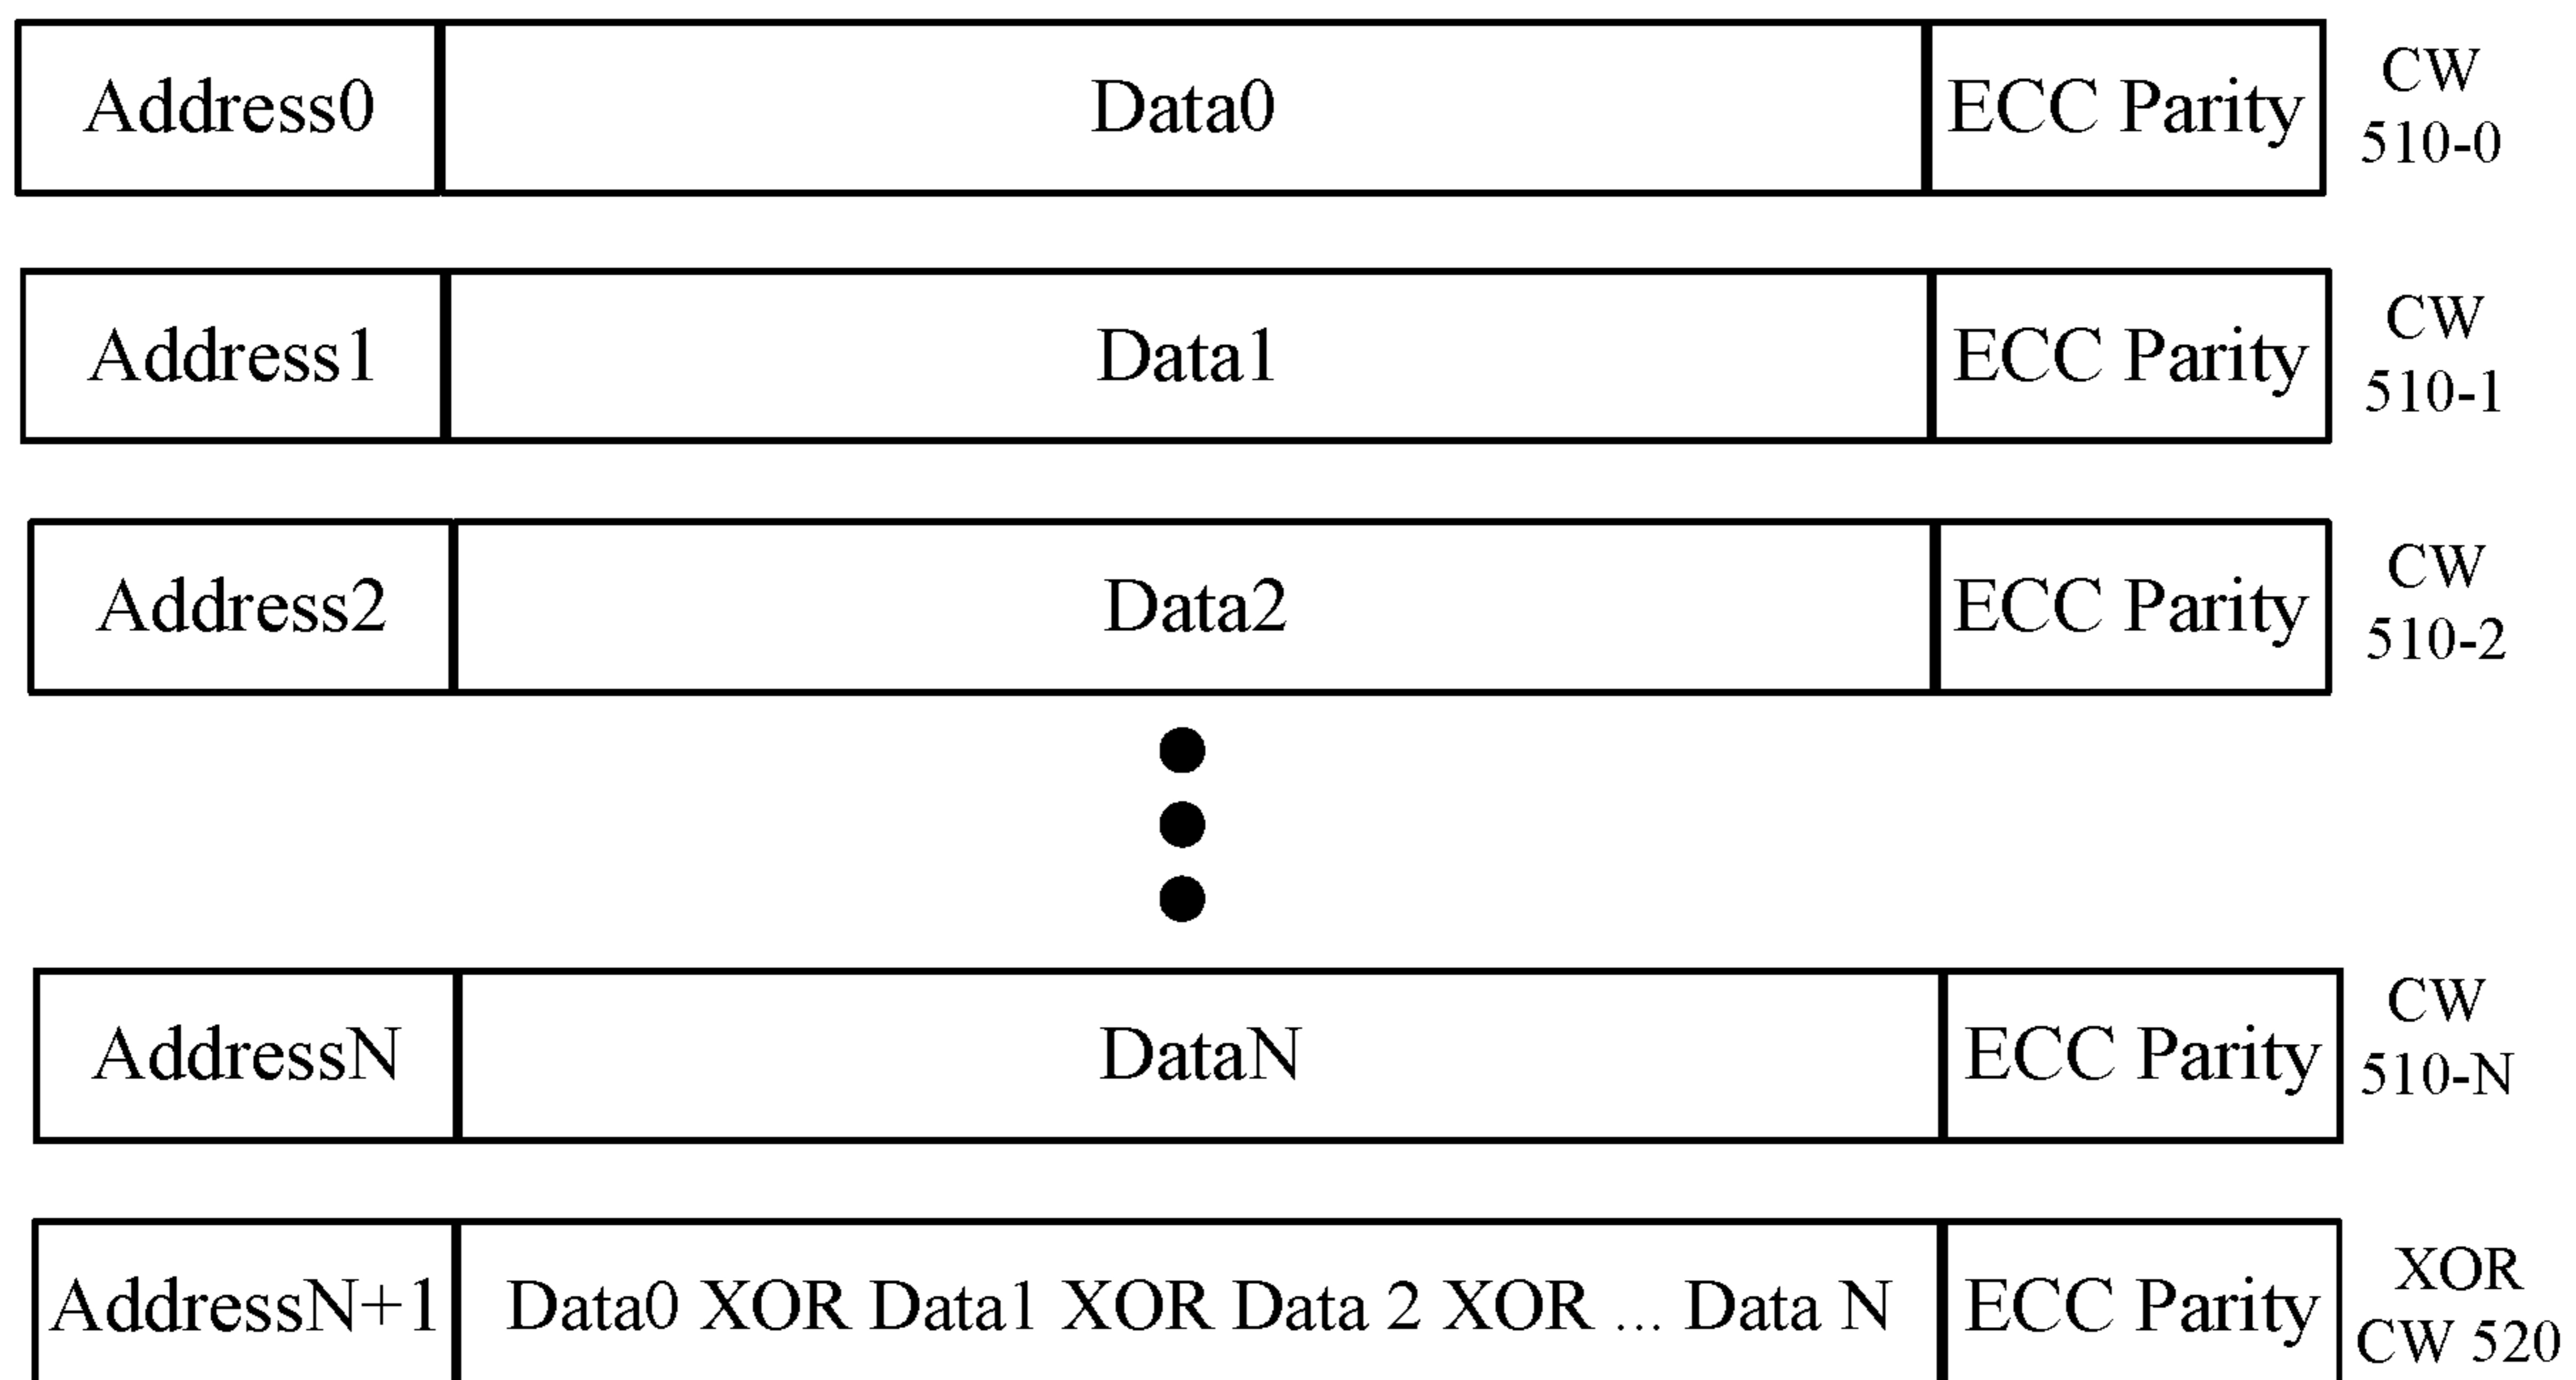 Address0 Data0 ECC Parity CW
510-0
Address1 Data1 ECC Parity CW
510-1
Address2 Data2 ECC Parity CW
510-2
AddressN DataN ECC Parity CW
510-N
AddressN+1 Data0 XOR Data1 XOR Data 2 XOR ... Data N ECC Parity XOR
CW 520